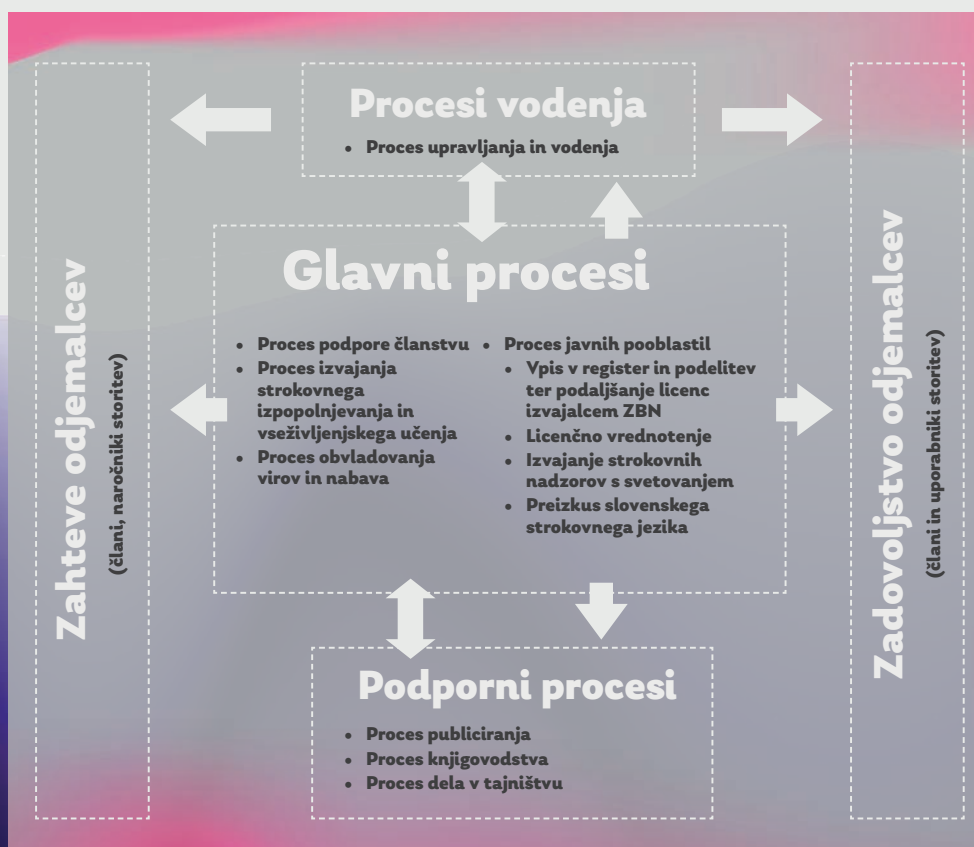 Zahteve odjemalcev
(člani, naročniki storitev)
Procesi vodenja
• Proces upravljanja in vodenja
Glavni procesi
• Proces podpore članstvu
• Proces izvajanja
strokovnega
izpopolnjevanja in
vseživljenjskega učenja
• Proces obvladovanja
virov in nabava
• Proces javnih pooblastil
• Vpis v register in podelitev
ter podaljšanje licenc
izvajalcem ZBN
• Licenčno vrednotenje
• Izvajanje strokovnih
nadzorov s svetovanjem
• Preizkus slovenskega
strokovnega jezika
Podporni procesi
• Proces publiciranja
• Proces knjigovodstva
• Proces dela v tajništvu
Zadovoljstvo odjemalcev
(člani in uporabniki storitev)